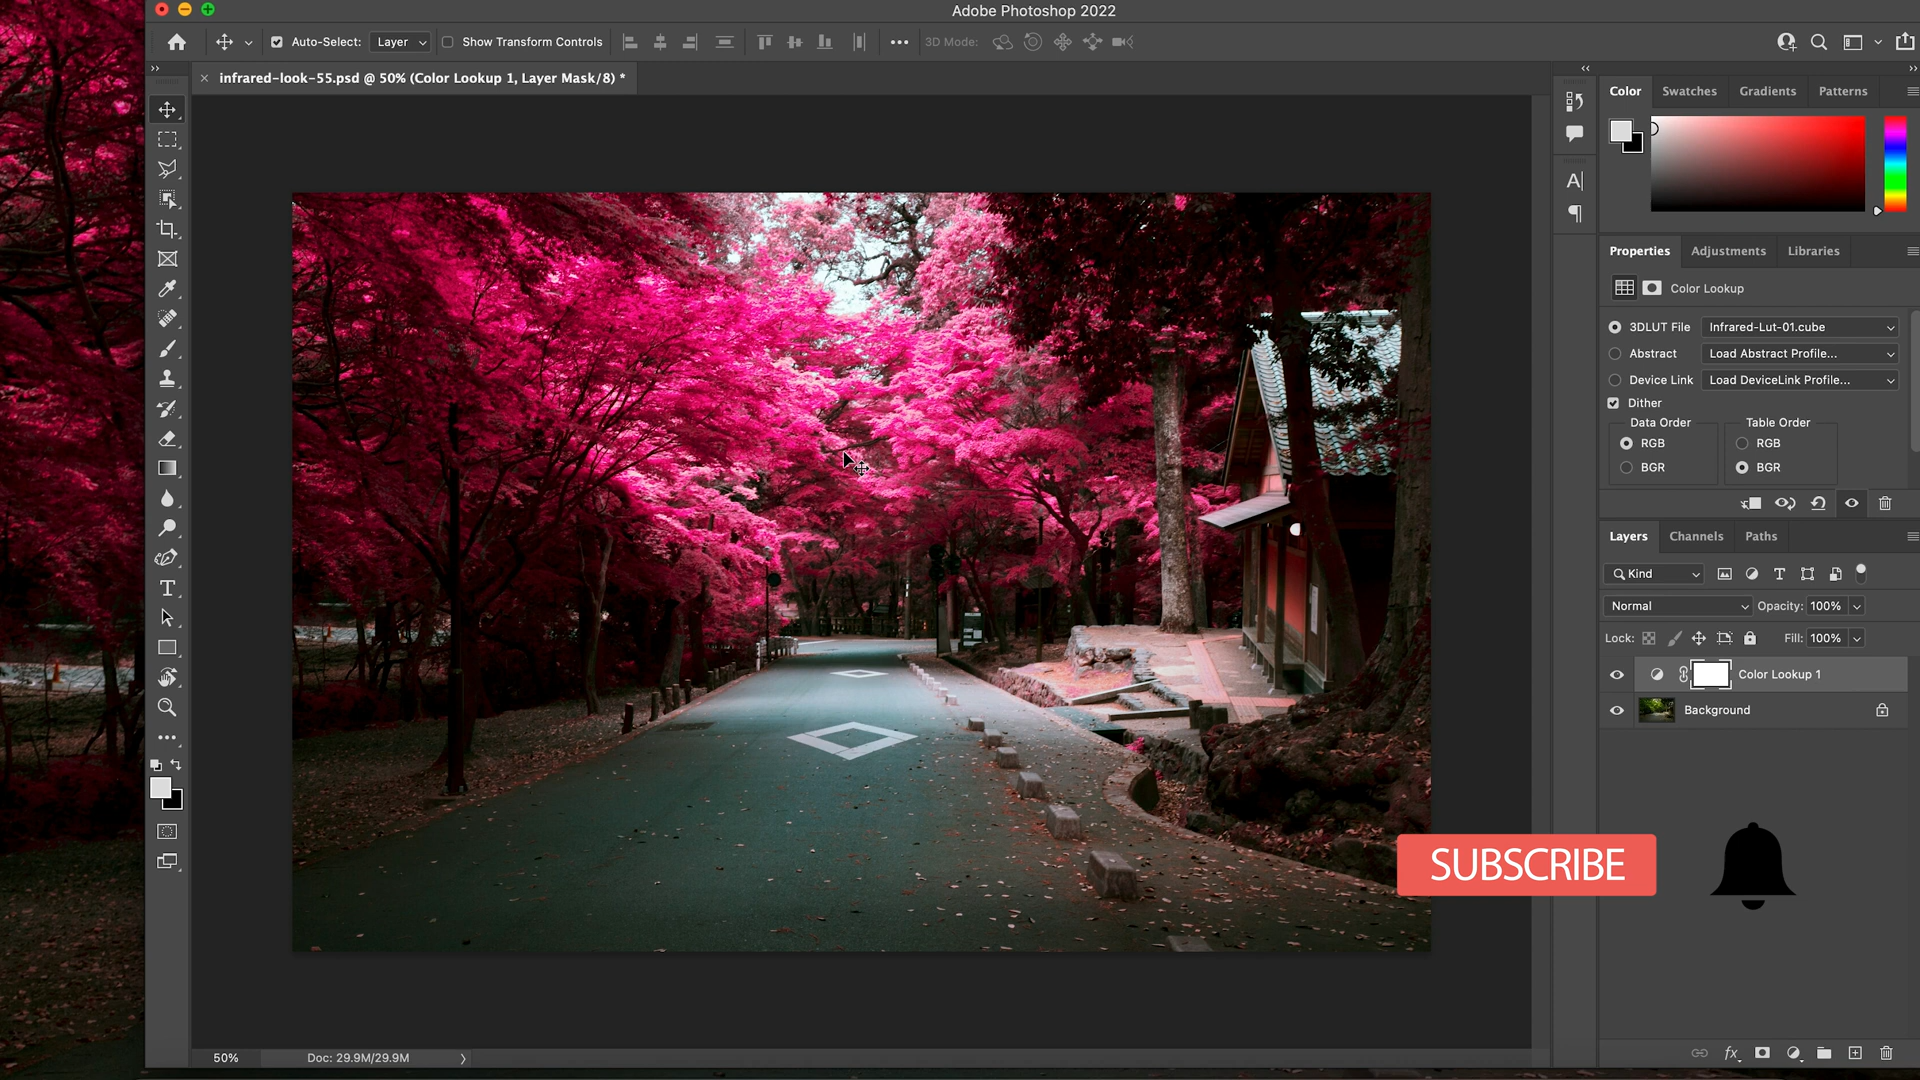 Adobe Photoshop 2022
Auto-Select: Layer Show Transform Controls 3D Mode:
infrared-look-55.psd @ 50% (Color Lookup 1, Layer Mask/8) *
Color Swatches Gradients Patterns
Properties Adjustments Libraries
Color Lookup
3DLUT File Infrared-Lut-01.cube
Abstract Load Abstract Profile...
Device Link Load DeviceLink Profile...
Dither
Data Order Table Order
RGB RGB
BGR BGR
Layers Channels Paths
Kind
Normal Opacity: 100%
Lock: Fill: 100%
Color Lookup 1
Background
SUBSCRIBE
50% Doc: 29.9M/29.9M